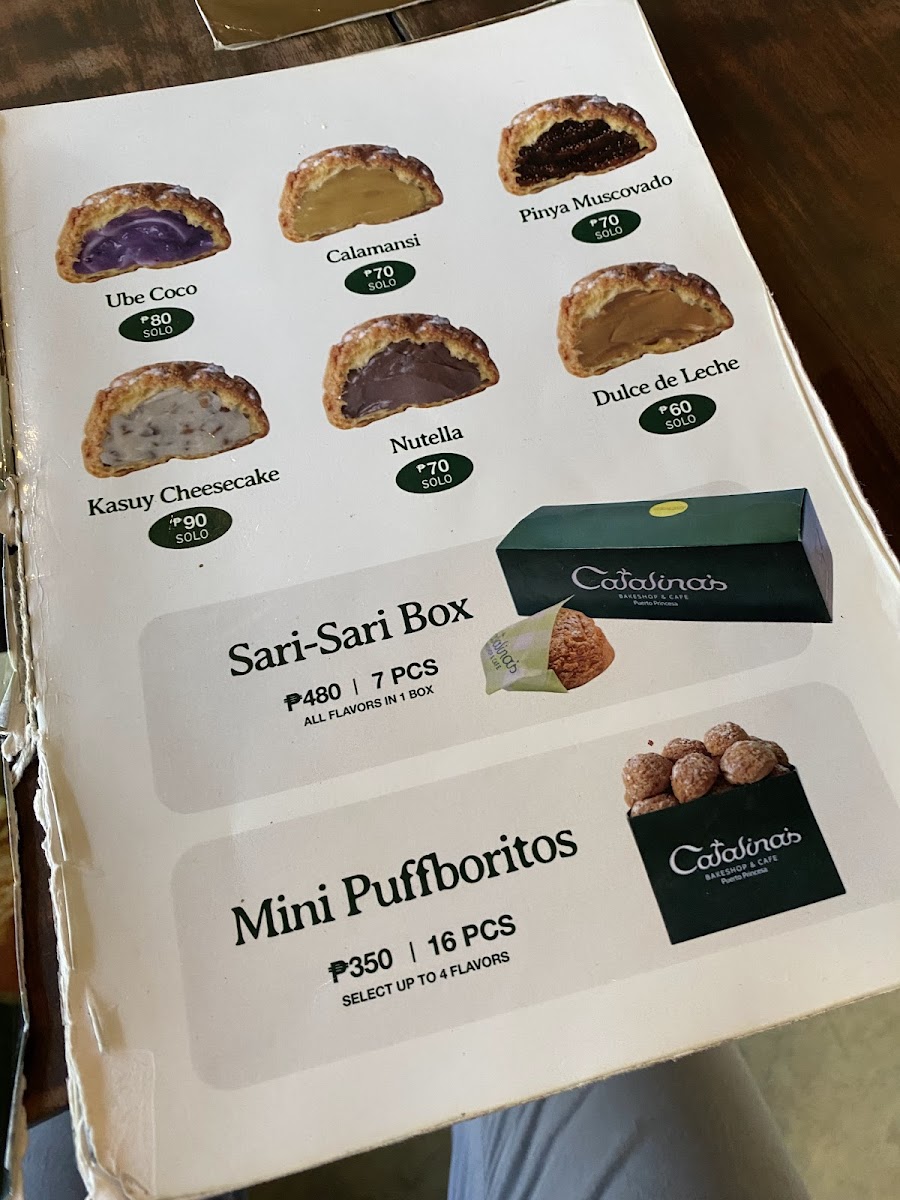 Ube Coco
₱80
SOLO
Calamansi
₱70
SOLO
Pinya Muscovado
₱70
SOLO
Kasuy Cheesecake
₱90
SOLO
Nutella
₱70
SOLO
Dulce de Leche
₱60
SOLO
Sari-Sari Box
₱480 | 7 PCS
ALL FLAVORS IN 1 BOX
Catalina's
BAKESHOP & CAFE
Puerto Princesa
Mini Puffboritos
₱350 | 16 PCS
SELECT UP TO 4 FLAVORS
Catalina's
BAKESHOP & CAFE
Puerto Princesa